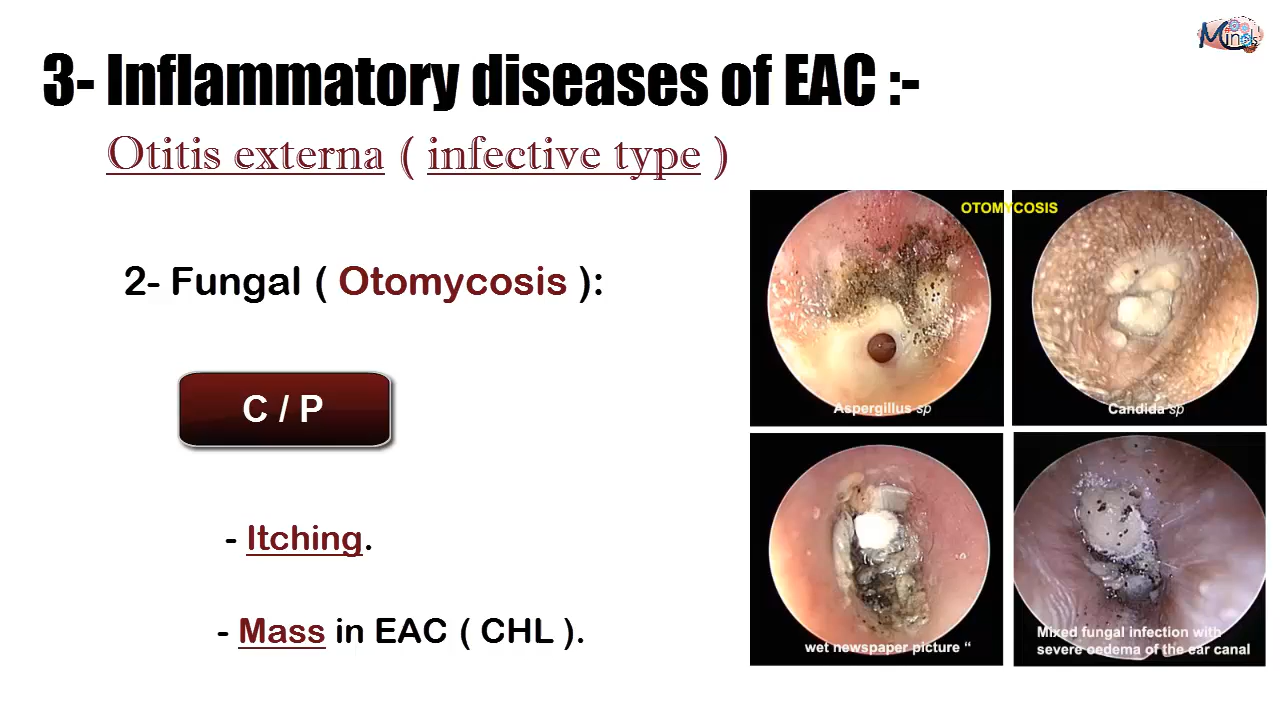 Minds
3- Inflammatory diseases of EAC :-
Otitis externa ( infective type )
2- Fungal ( Otomycosis ):
C / P
- Itching.
- Mass in EAC ( CHL ).
OTOMYCOSIS
Aspergillus sp
Candida sp
wet newspaper picture “
Mixed fungal infection with
severe oedema of the ear canal